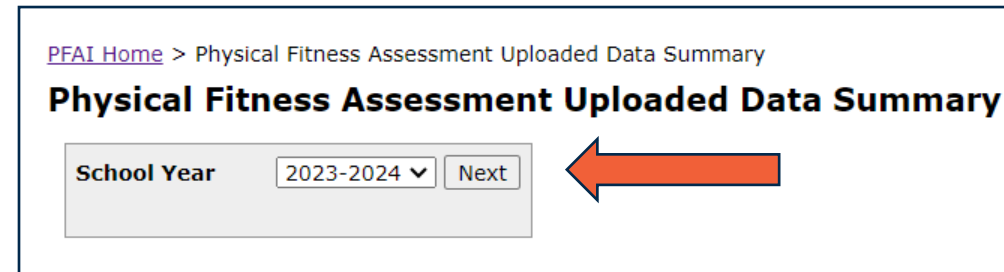 PFAI Home > Physical Fitness Assessment Uploaded Data Summary
Physical Fitness Assessment Uploaded Data Summary
School Year 2023-2024 Next